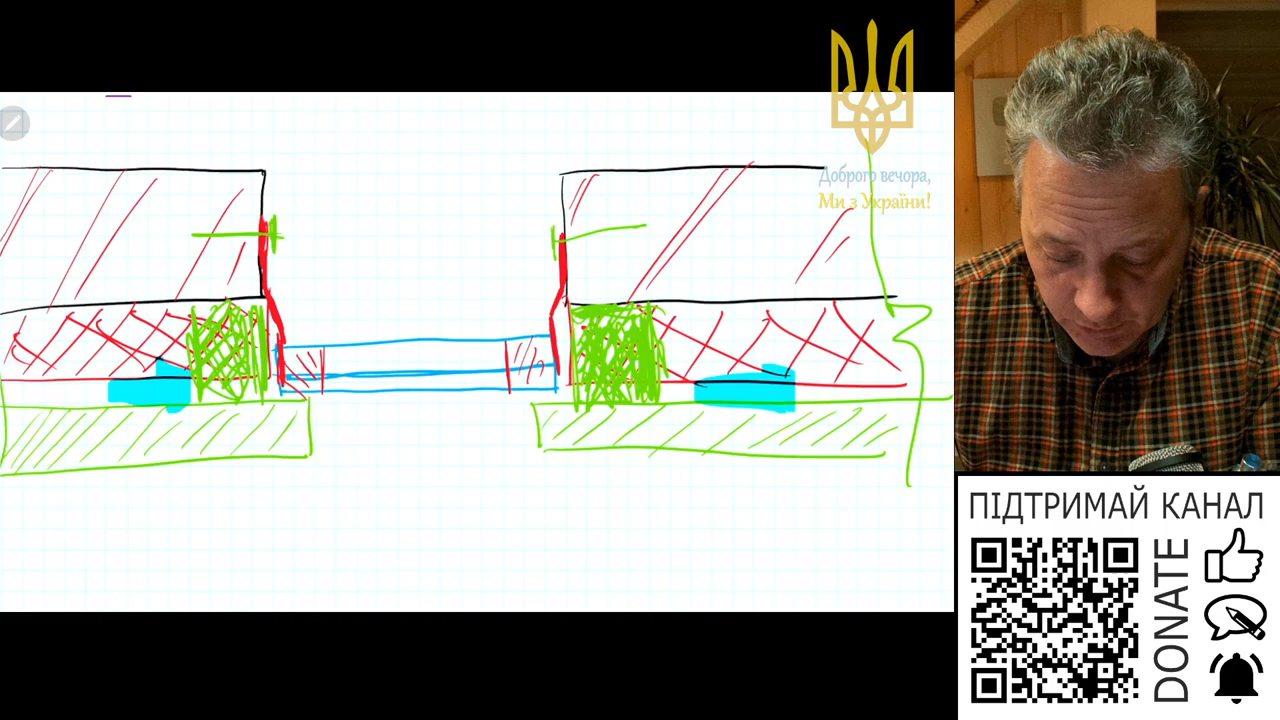 Доброго вечора,
Ми з України!
ПІДТРИМАЙ КАНАЛ
DONATE